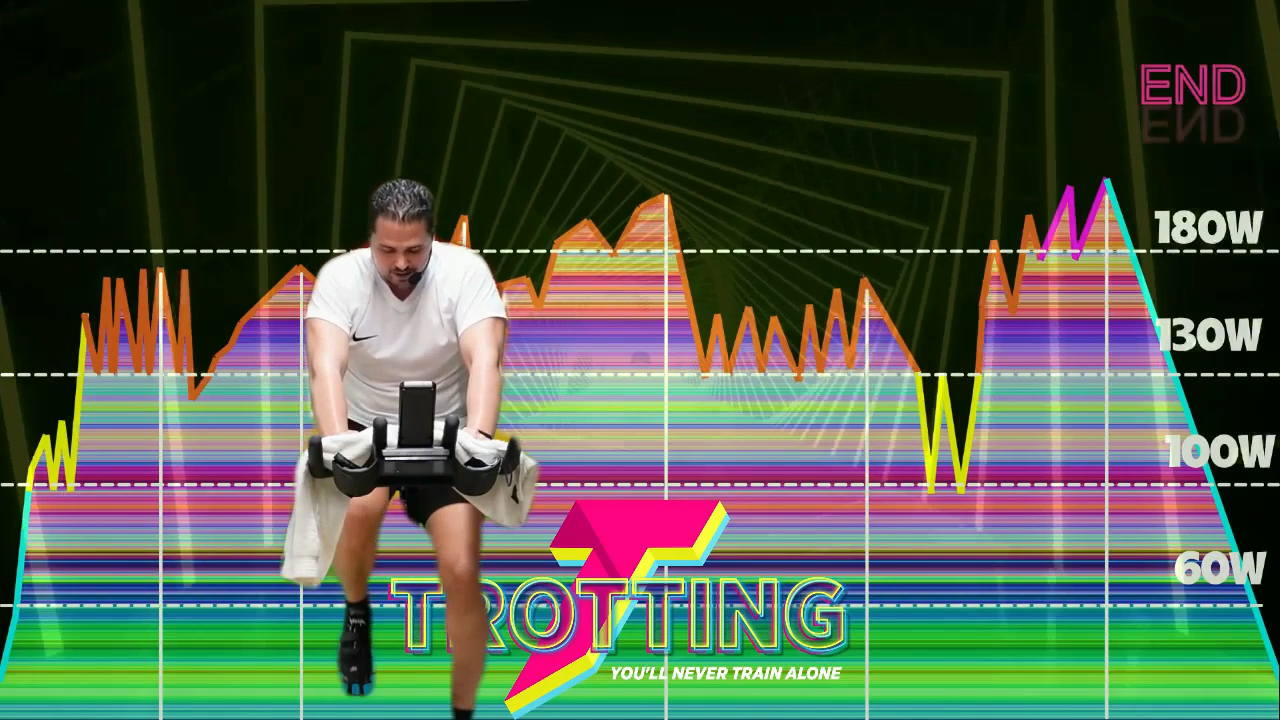 END
180W
130W
100W
60W
TROTTING
YOU'LL NEVER TRAIN ALONE